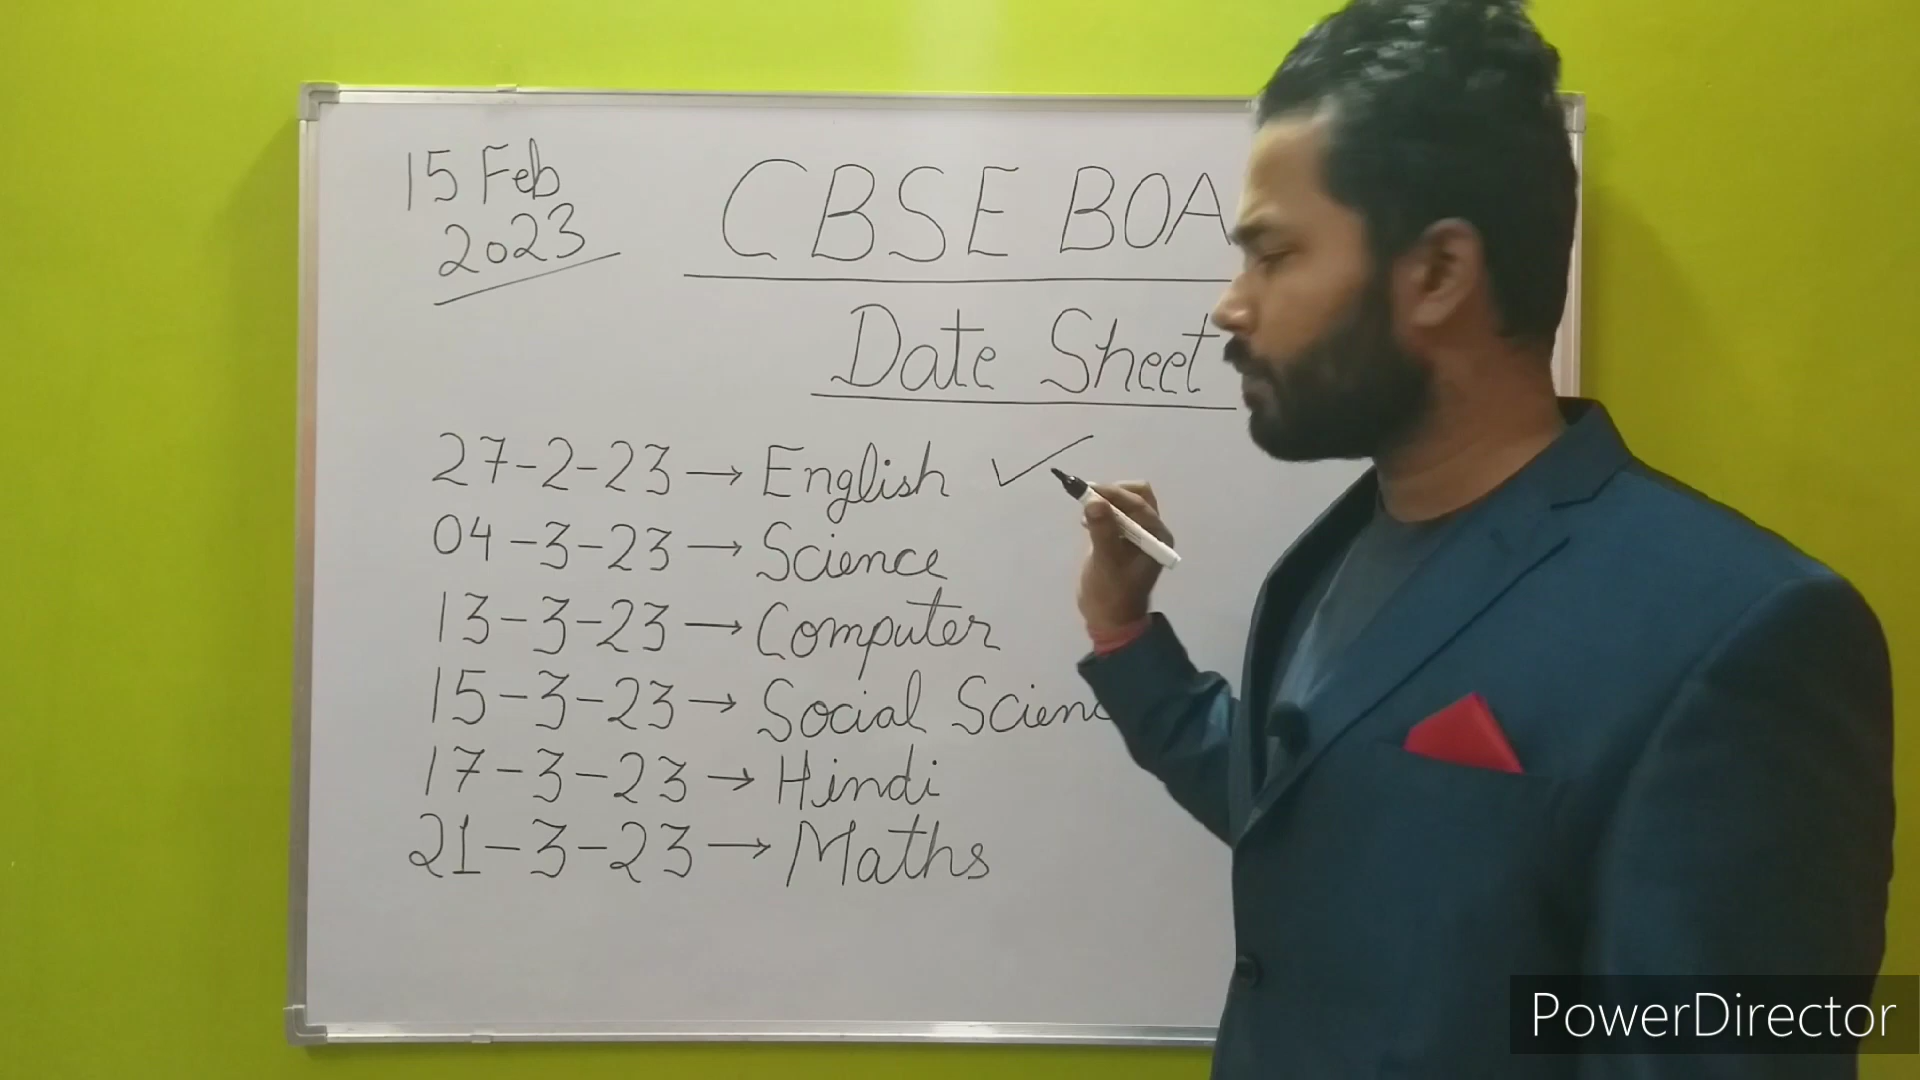 15 Feb
2023
CBSE BOA
Date Sheet
27-2-23 → English ✓
04-3-23 → Science
13-3-23 → Computer
15-3-23 → Social Scienc
17-3-23 → Hindi
21-3-23 → Maths
PowerDirector